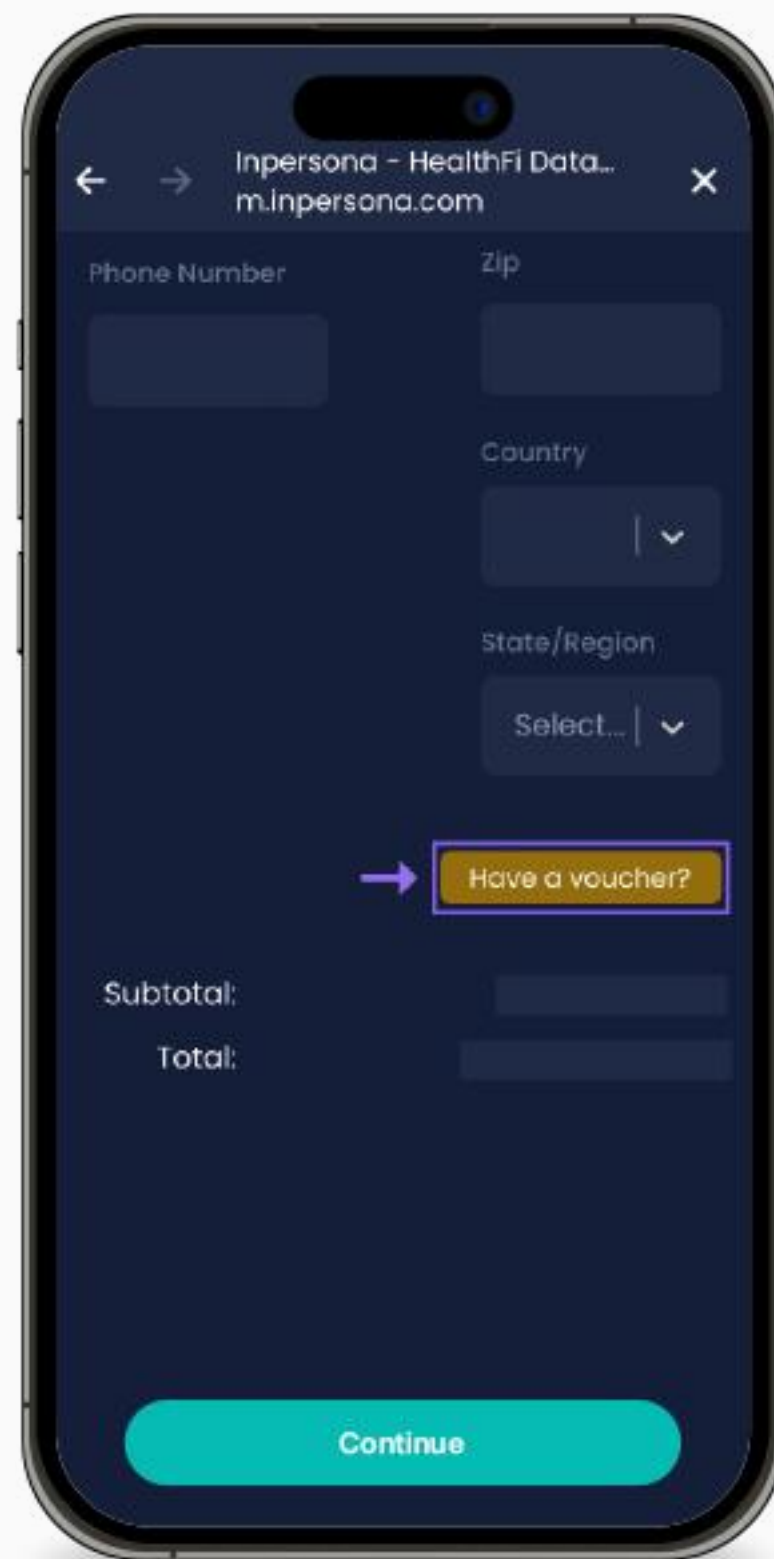 Inpersona - HealthFi Data...
m.inpersona.com
Phone Number
Zip
Country
State/Region
Select...
Have a voucher?
Subtotal:
Total:
Continue